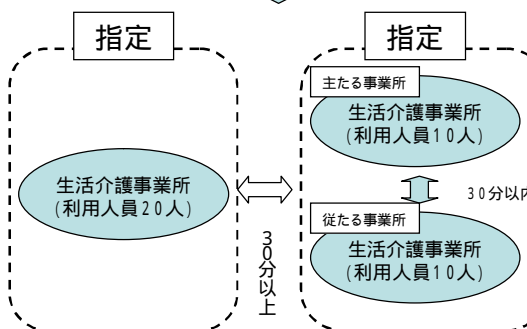 指定
生活介護事業所
(利用人員20人)
30分以上
指定
主たる事業所
生活介護事業所
(利用人員10人)
30分以内
従たる事業所
生活介護事業所
(利用人員10人)